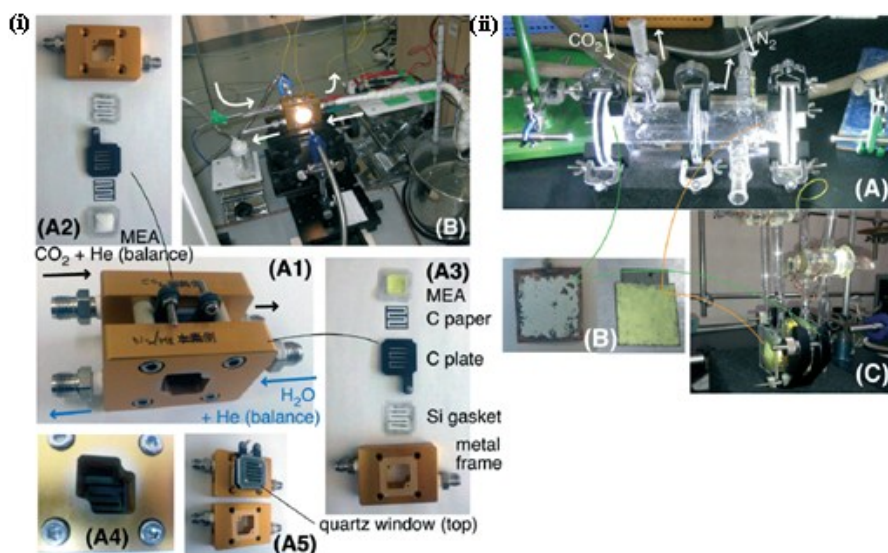 (i)
(A2)
MEA
CO₂ + He (balance)
(B)
(A1)
H₂O
+ He (balance)
(A3)
MEA
C paper
C plate
Si gasket
metal
frame
(A4)
(A5)
quartz window (top)
(ii)
CO₂
N₂
(A)
(B)
(C)